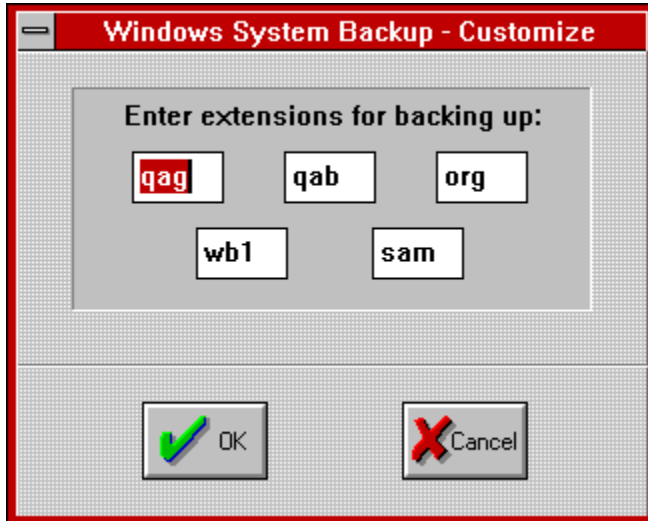 Windows System Backup - Customize
Enter extensions for backing up:
qag qab org
wb1 sam
OK Cancel